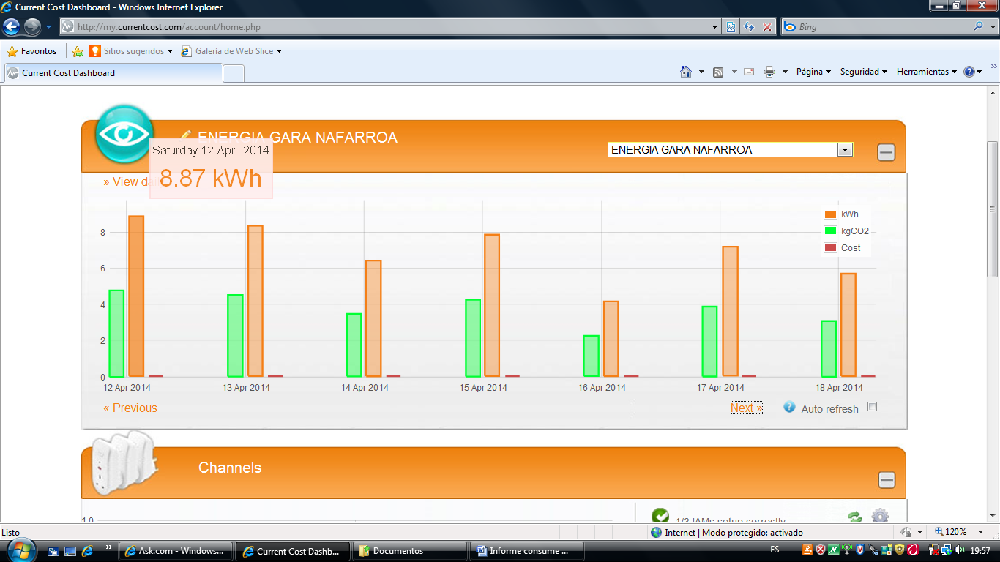 Current Cost Dashboard - Windows Internet Explorer
http://my.currentcost.com/account/home.php
Bing
Favoritos
Sitios sugeridos
Galería de Web Slice
Current Cost Dashboard
Página
Seguridad
Herramientas
ENERGIA GARA NAFARROA
ENERGIA GARA NAFARROA
Saturday 12 April 2014
8.87 kWh
» View da
kWh
kgCO2
Cost
8
6
4
2
0
12 Apr 2014 13 Apr 2014 14 Apr 2014 15 Apr 2014 16 Apr 2014 17 Apr 2014 18 Apr 2014
« Previous
Next »
Auto refresh
Channels
1.0
1/3 IAMs setup correctly
Listo
Internet | Modo protegido: activado
120%
Ask.com - Windows...
Current Cost Dashb...
Documentos
Informe consume ...
ES
19:57